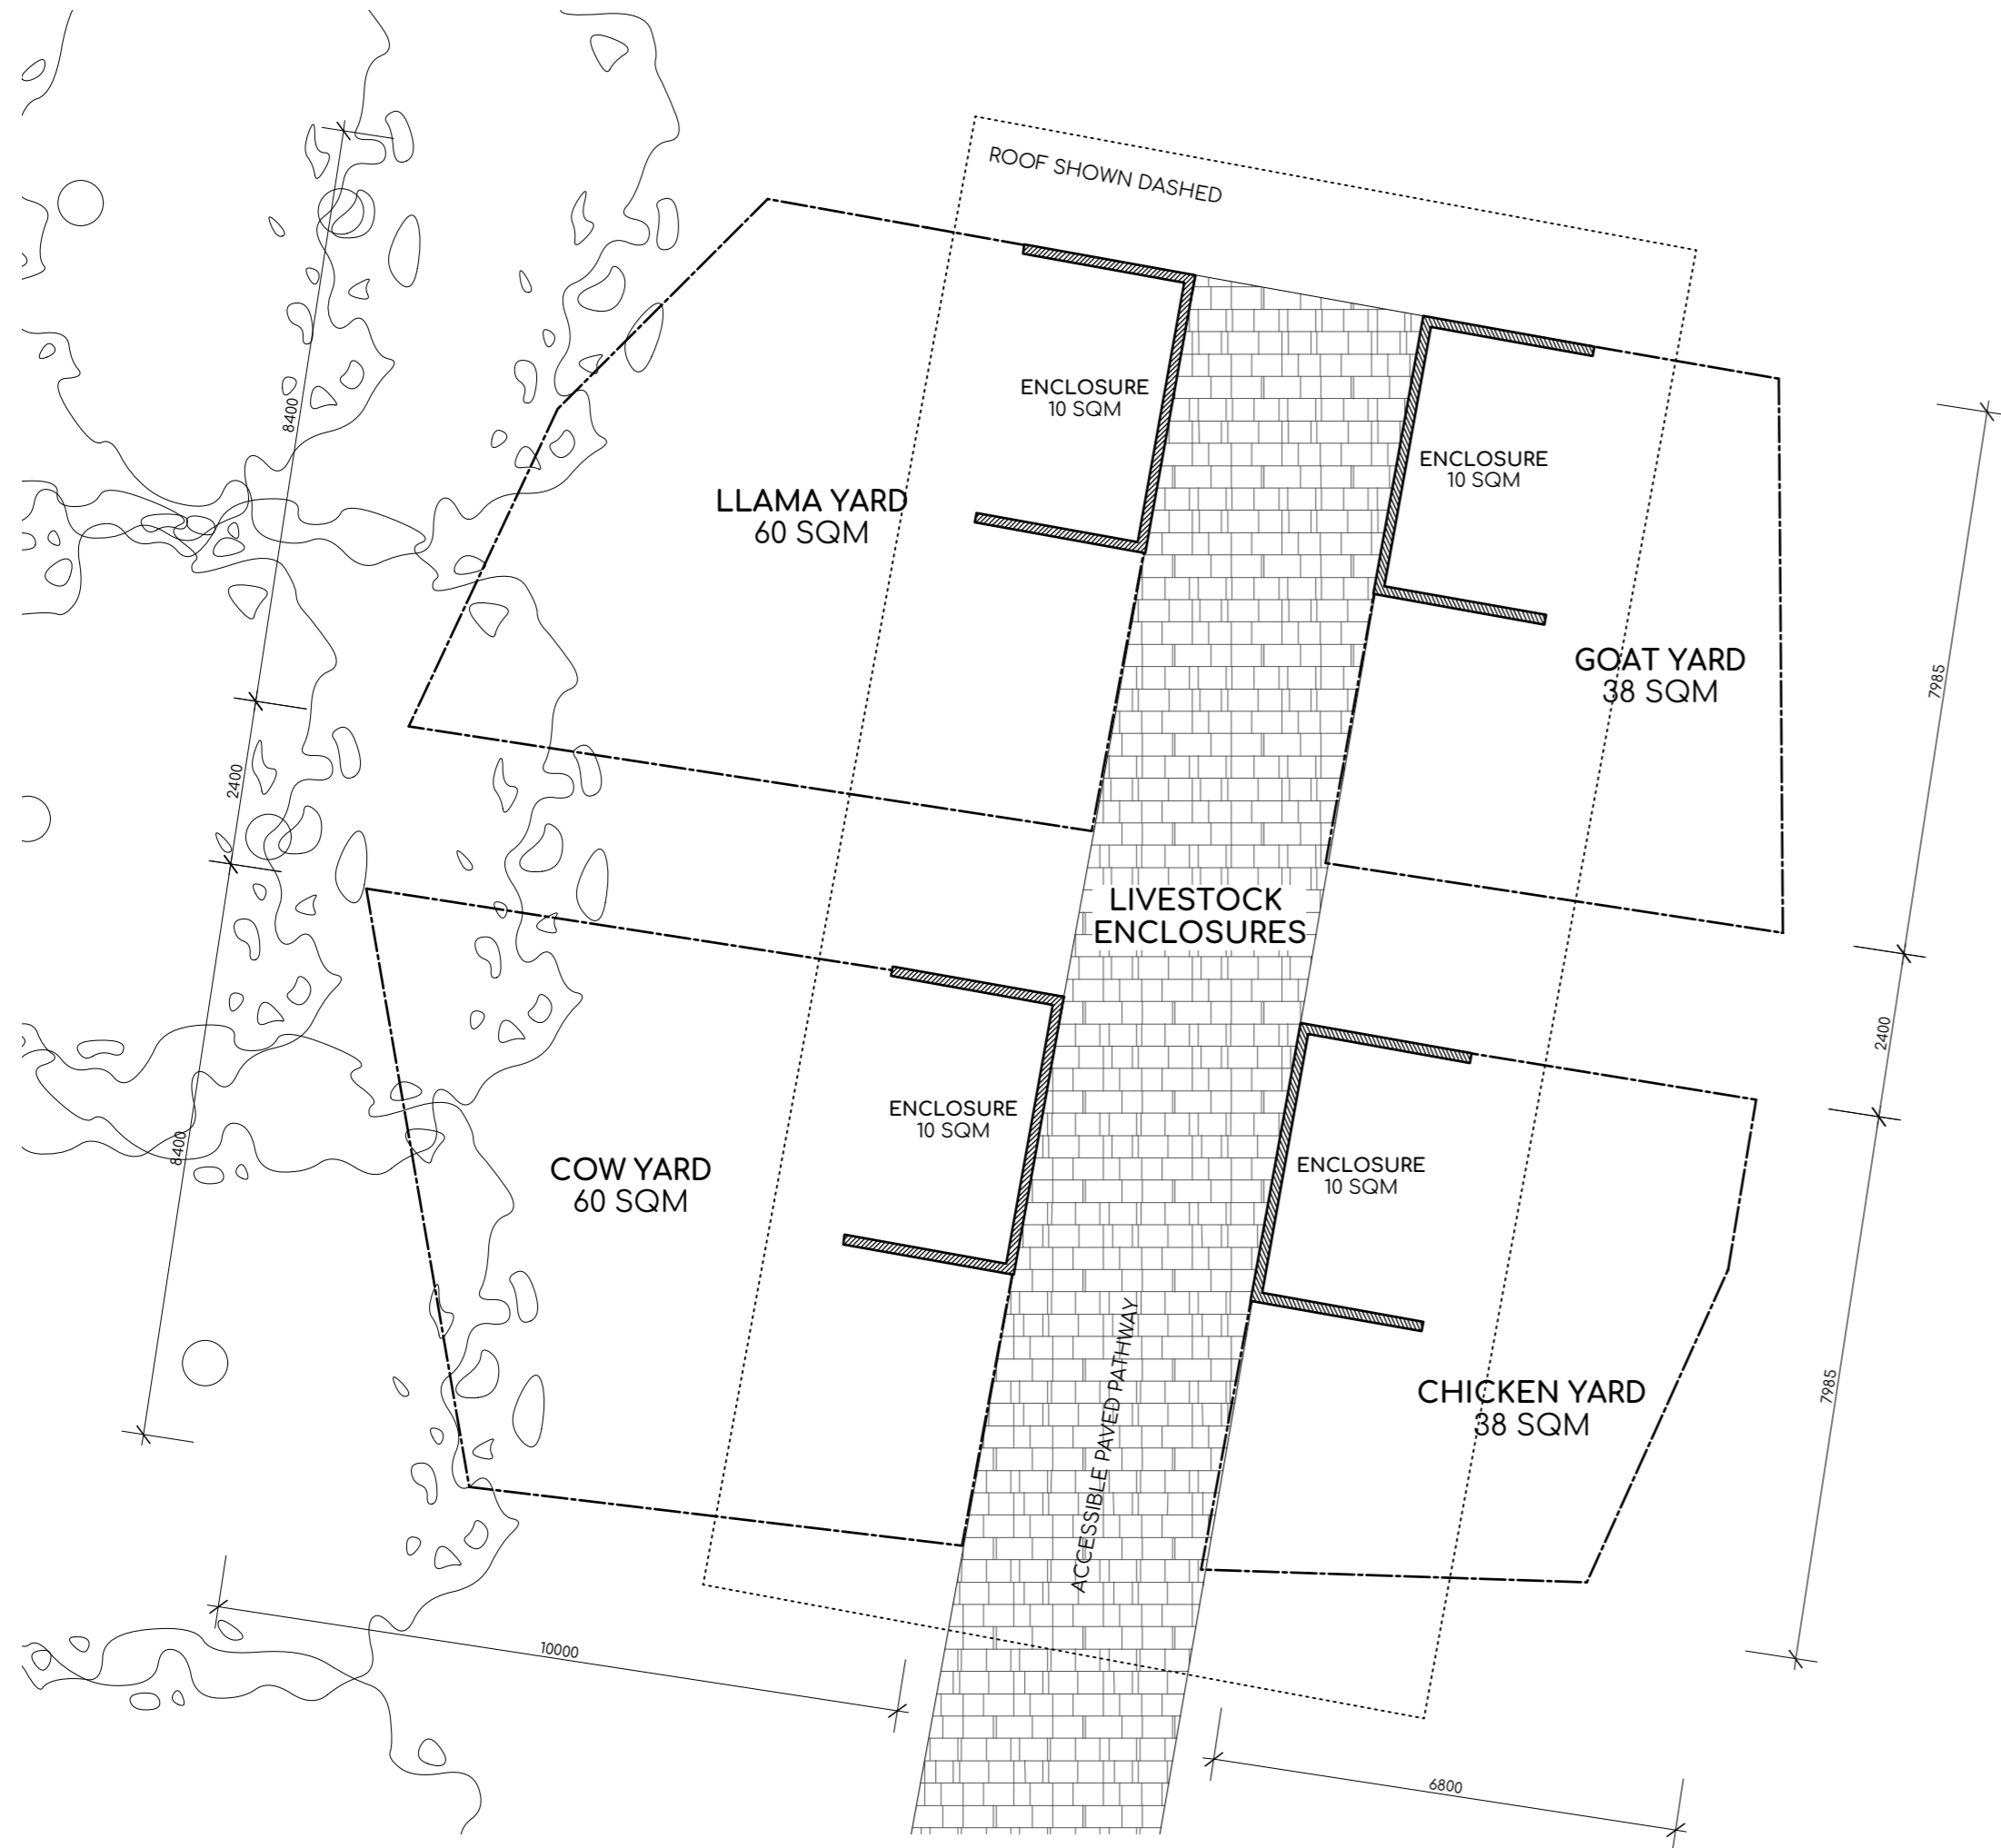 ROOF SHOWN DASHED
ENCLOSURE
10 SQM
8400
ENCLOSURE
10 SQM
LLAMA YARD
60 SQM
GOAT YARD
38 SQM
7985
2400
LIVESTOCK
ENCLOSURES
2400
ENCLOSURE
10 SQM
8400
COW YARD
60 SQM
ENCLOSURE
10 SQM
ACCESSIBLE PAVED PATHWAY
CHICKEN YARD
38 SQM
7985
10000
6800